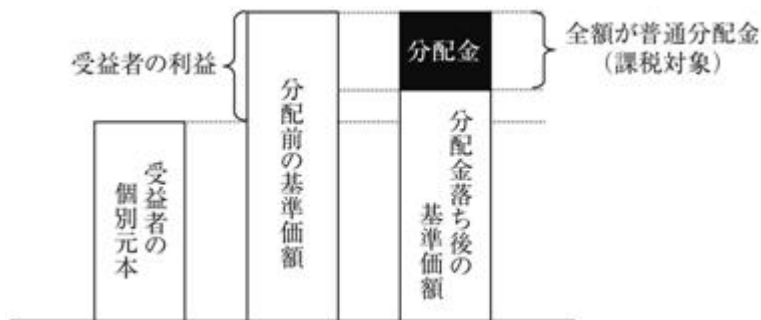 受益者の利益
受益者の
個別元本
分配前の基準価額
分配金
分配金落ち後の
基準価額
全額が普通分配金
（課税対象）